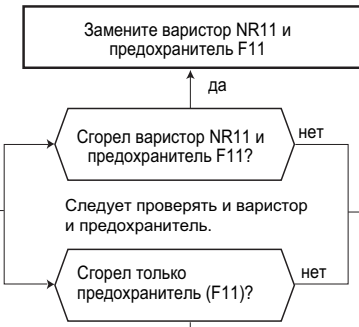 Замените варистор NR11 и
предохранитель F11
да
Сгорел варистор NR11 и
предохранитель F11?
нет
Следует проверять и варистор
и предохранитель.
Сгорел только
предохранитель (F11)?
нет